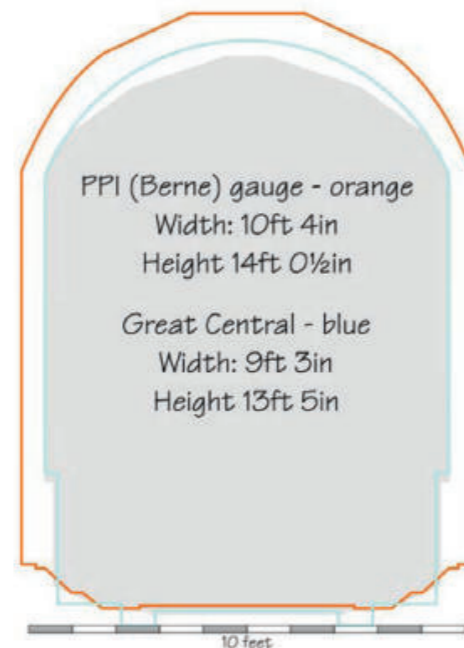 PPI (Berne) gauge - orange
Width: 10ft 4in
Height 14ft 0½in
Great Central - blue
Width: 9ft 3in
Height 13ft 5in
10 feet